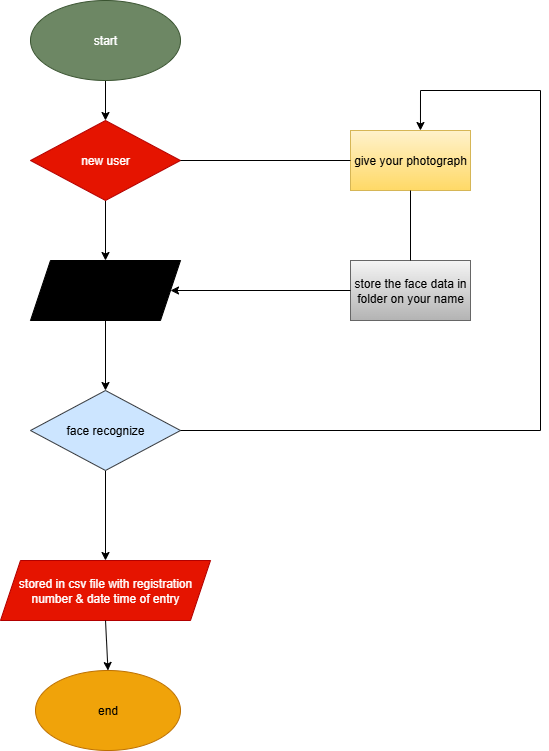 start
new user
give your photograph
store the face data in
folder on your name
face recognize
stored in csv file with registration
number & date time of entry
end